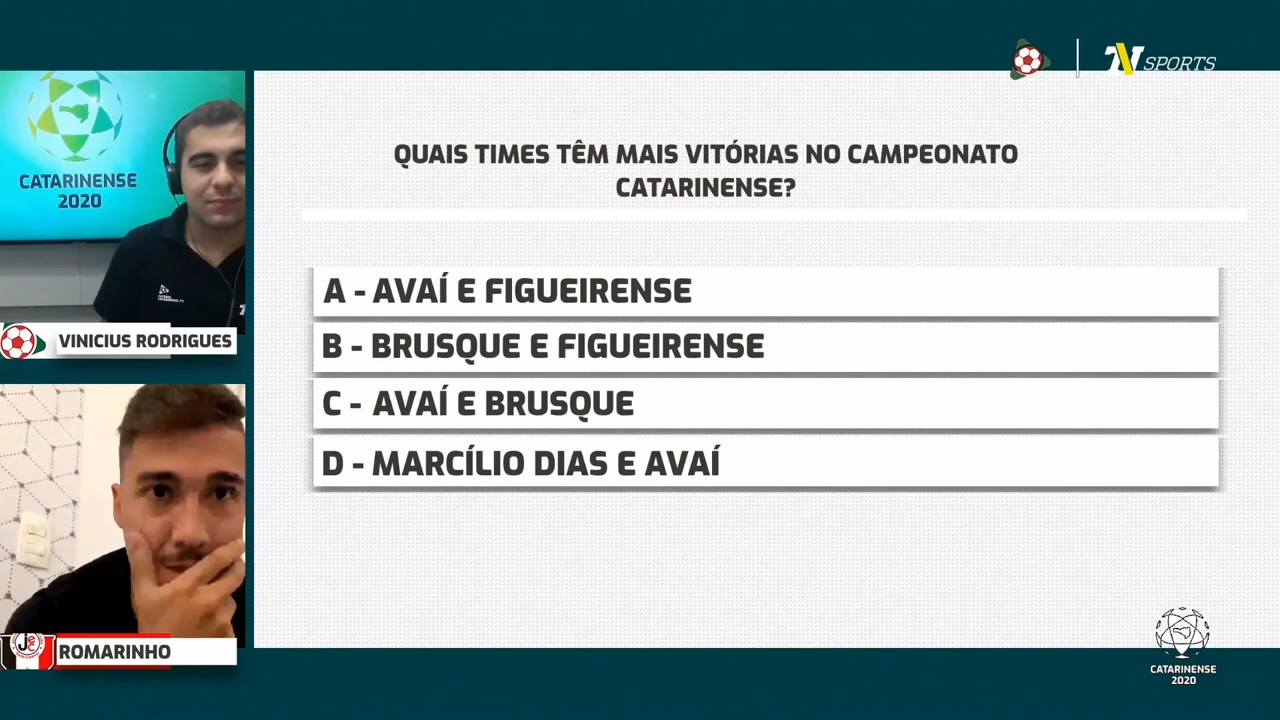 NV SPORTS
QUAIS TIMES TÊM MAIS VITÓRIAS NO CAMPEONATO
CATARINENSE?
A - AVAÍ E FIGUEIRENSE
B - BRUSQUE E FIGUEIRENSE
C - AVAÍ E BRUSQUE
D - MARCÍLIO DIAS E AVAÍ
CATARINENSE
2020
VINICIUS RODRIGUES
ROMARINHO
CATARINENSE
2020